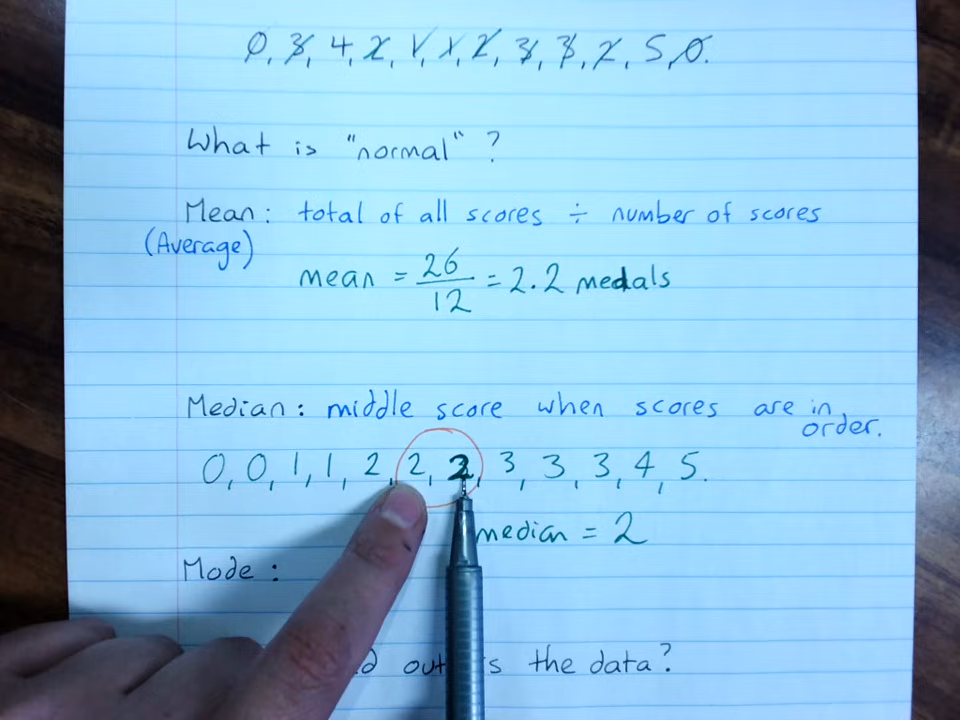 0, 3, 4, 2, 1, 1, 2, 3, 3, 2, 5, 0.
What is "normal" ?
Mean: total of all scores ÷ number of scores
(Average)
mean = 26/12 = 2.2 medals
Median: middle score when scores are in order.
0, 0, 1, 1, 2, 2, 2, 3, 3, 3, 4, 5.
median = 2
Mode:
the data?